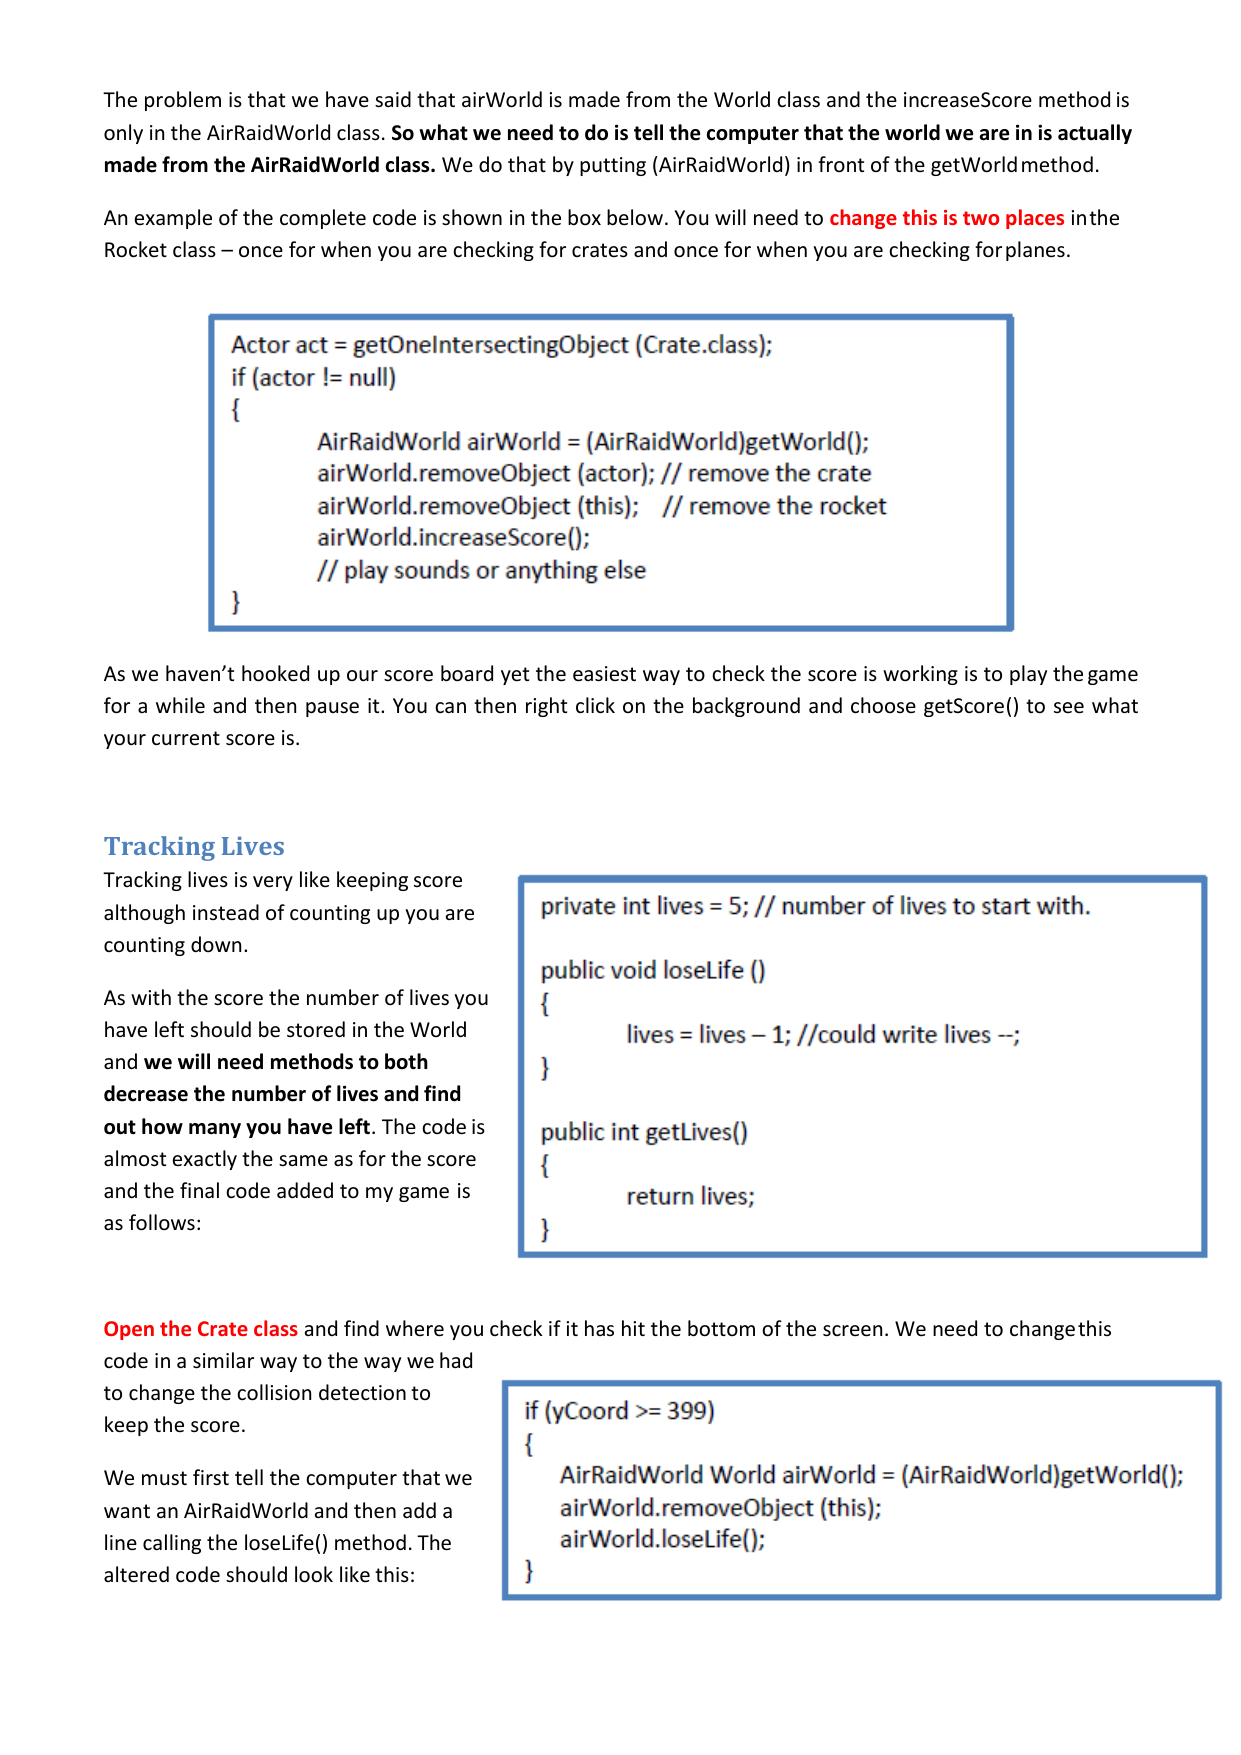 The problem is that we have said that airWorld is made from the World class and the increaseScore method is
only in the AirRaidWorld class. So what we need to do is tell the computer that the world we are in is actually
made from the AirRaidWorld class. We do that by putting (AirRaidWorld) in front of the getWorld method.
An example of the complete code is shown in the box below. You will need to change this is two places in the
Rocket class – once for when you are checking for crates and once for when you are checking for planes.
Actor act = getOneIntersectingObject (Crate.class);
if (actor != null)
{
AirRaidWorld airWorld = (AirRaidWorld)getWorld();
airWorld.removeObject (actor); // remove the crate
airWorld.removeObject (this); // remove the rocket
airWorld.increaseScore();
// play sounds or anything else
}
As we haven’t hooked up our score board yet the easiest way to check the score is working is to play the game
for a while and then pause it. You can then right click on the background and choose getScore() to see what
your current score is.
Tracking Lives
Tracking lives is very like keeping score
although instead of counting up you are
counting down.
As with the score the number of lives you
have left should be stored in the World
and we will need methods to both
decrease the number of lives and find
out how many you have left. The code is
almost exactly the same as for the score
and the final code added to my game is
as follows:
private int lives = 5; // number of lives to start with.
public void loseLife ()
{
lives = lives – 1; //could write lives --;
}
public int getLives()
{
return lives;
}
Open the Crate class and find where you check if it has hit the bottom of the screen. We need to change this
code in a similar way to the way we had
to change the collision detection to
keep the score.
We must first tell the computer that we
want an AirRaidWorld and then add a
line calling the loseLife() method. The
altered code should look like this:
if (yCoord >= 399)
{
AirRaidWorld World airWorld = (AirRaidWorld)getWorld();
airWorld.removeObject (this);
airWorld.loseLife();
}